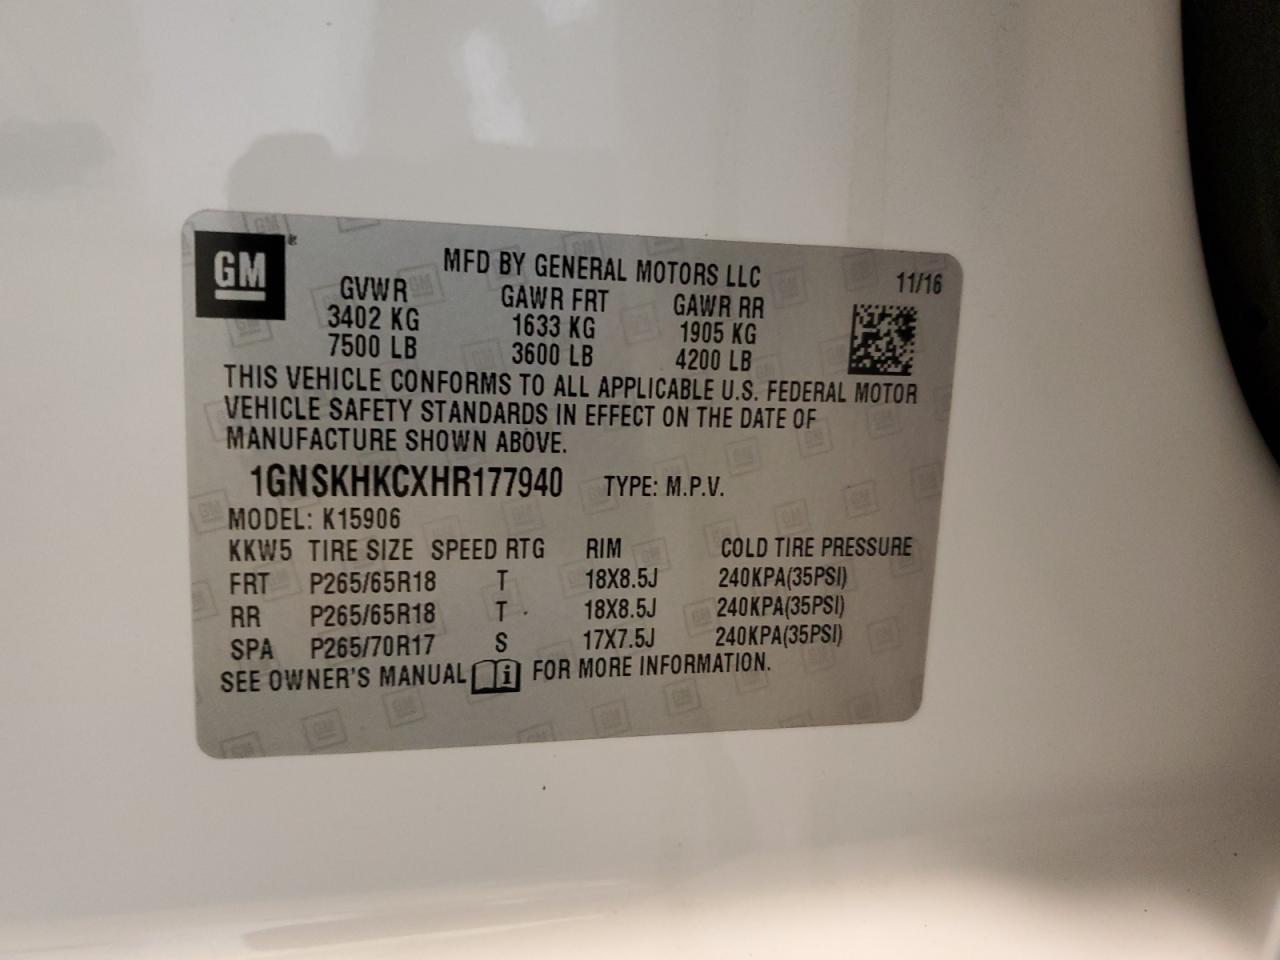 GM
MFD BY GENERAL MOTORS LLC 11/16
GVWR GAWR FRT GAWR RR
3402 KG 1633 KG 1905 KG
7500 LB 3600 LB 4200 LB
THIS VEHICLE CONFORMS TO ALL APPLICABLE U.S. FEDERAL MOTOR
VEHICLE SAFETY STANDARDS IN EFFECT ON THE DATE OF
MANUFACTURE SHOWN ABOVE.
1GNSKHKCXHR177940 TYPE: M.P.V.
MODEL: K15906
KKW5 TIRE SIZE SPEED RTG RIM COLD TIRE PRESSURE
FRT P265/65R18 T 18X8.5J 240KPA(35PSI)
RR P265/65R18 T 18X8.5J 240KPA(35PSI)
SPA P265/70R17 S 17X7.5J 240KPA(35PSI)
SEE OWNER'S MANUAL i FOR MORE INFORMATION.